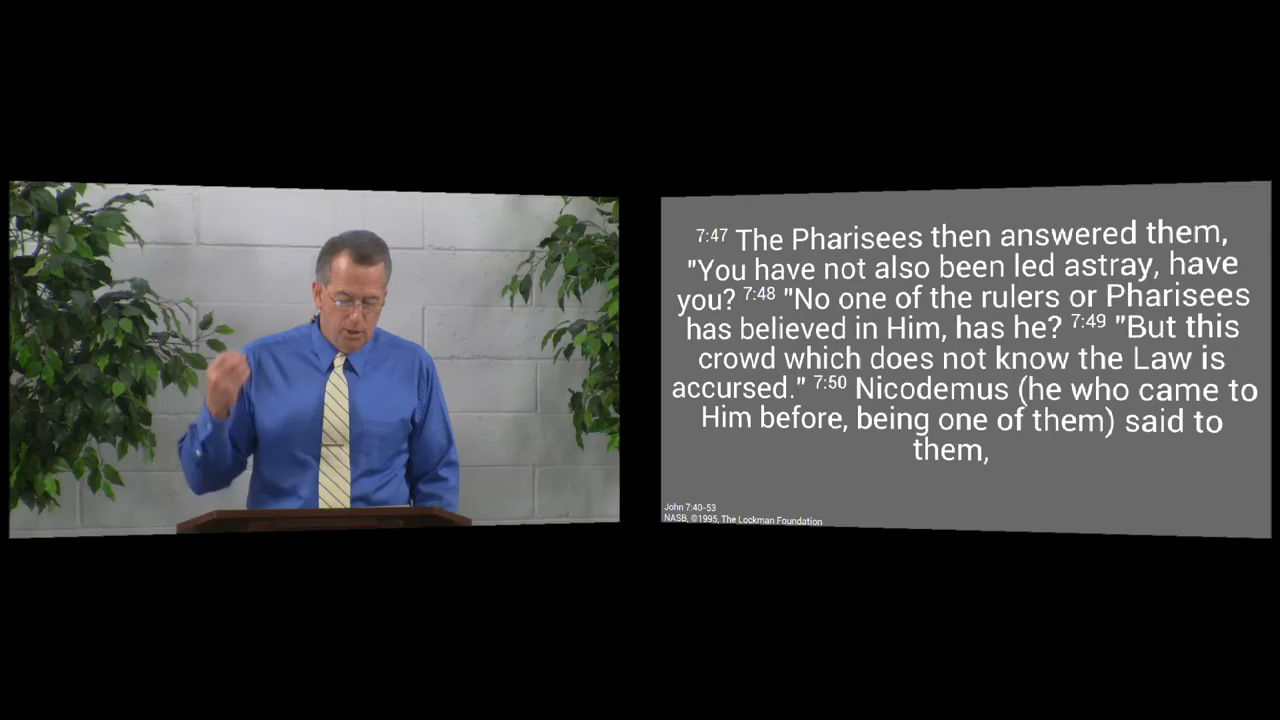 7:47 The Pharisees then answered them,
"You have not also been led astray, have
you? 7:48 "No one of the rulers or Pharisees
has believed in Him, has he? 7:49 "But this
crowd which does not know the Law is
accursed." 7:50 Nicodemus (he who came to
Him before, being one of them) said to
them,
John 7:40-53
NASB, ©1995, The Lockman Foundation